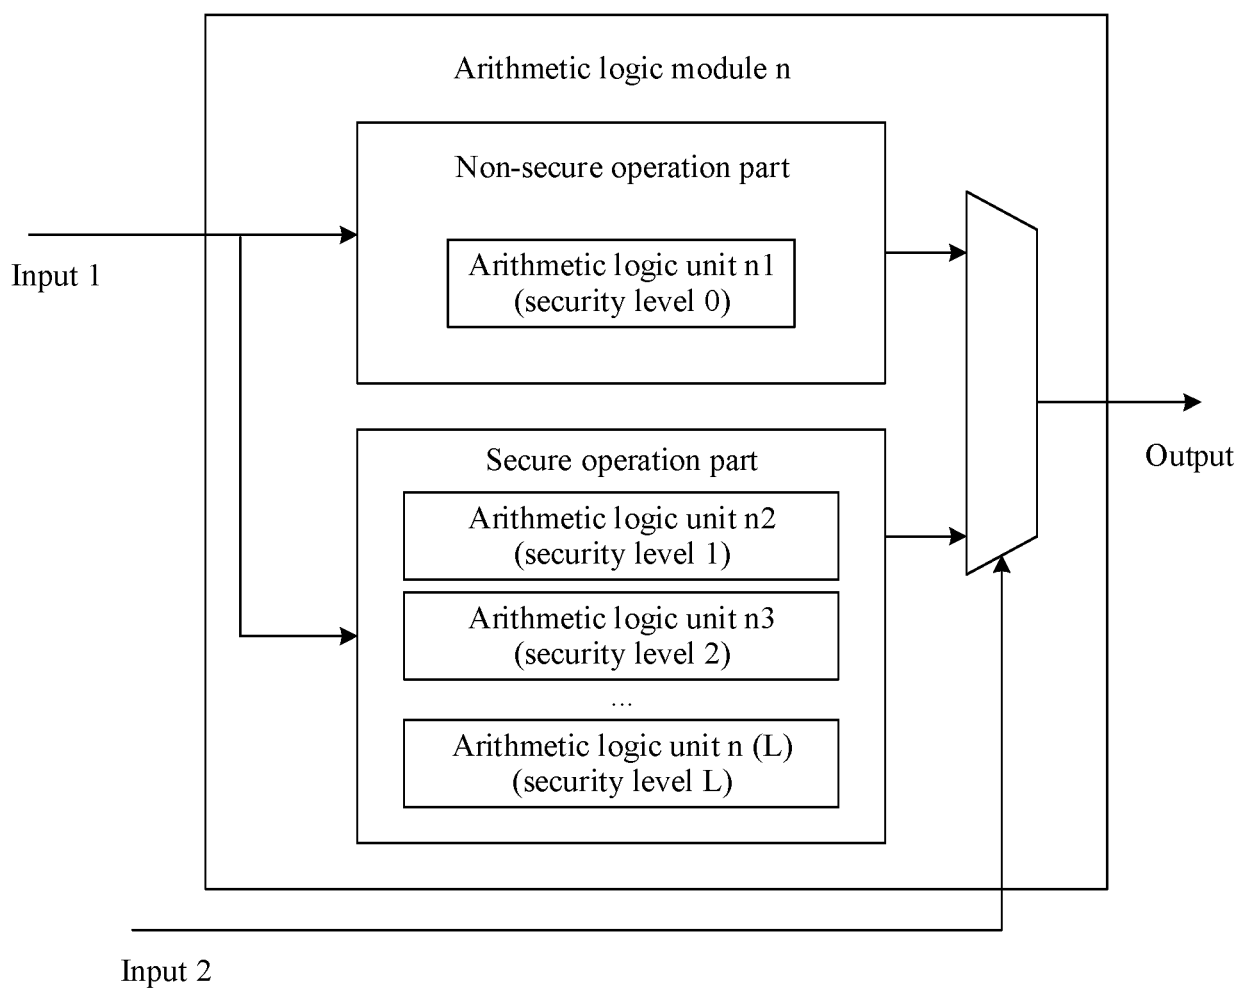 Arithmetic logic module n
Non-secure operation part
Arithmetic logic unit n1
(security level 0)
Input 1
Secure operation part
Arithmetic logic unit n2
(security level 1)
Arithmetic logic unit n3
(security level 2)
...
Arithmetic logic unit n (L)
(security level L)
Output
Input 2